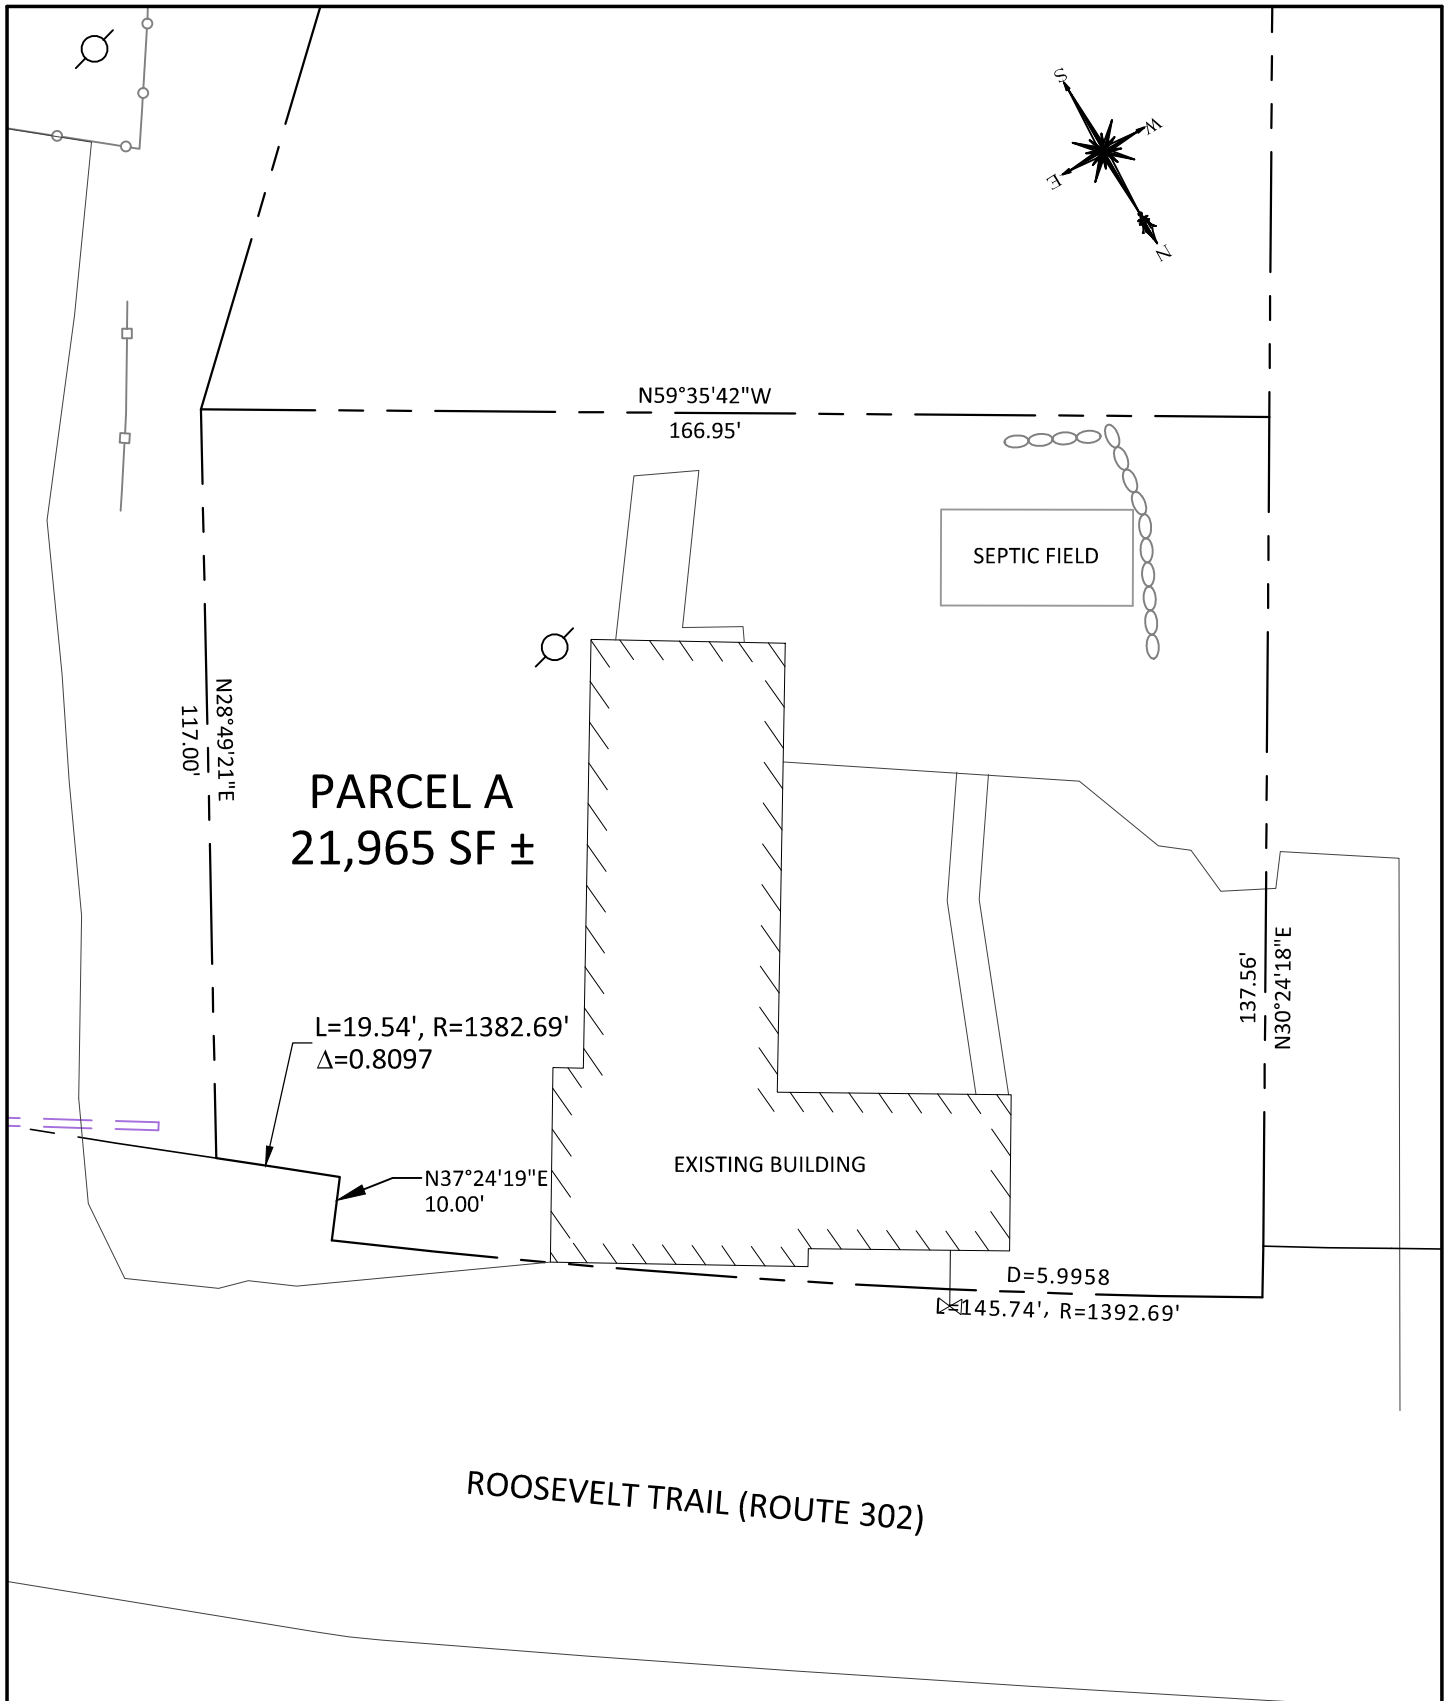 S
W
E
N
N59°35'42"W
166.95'
SEPTIC FIELD
N28°49'21"E
117.00'
PARCEL A
21,965 SF ±
137.56'
N30°24'18"E
L=19.54', R=1382.69'
Δ=0.8097
N37°24'19"E
10.00'
EXISTING BUILDING
D=5.9958
L=145.74', R=1392.69'
ROOSEVELT TRAIL (ROUTE 302)